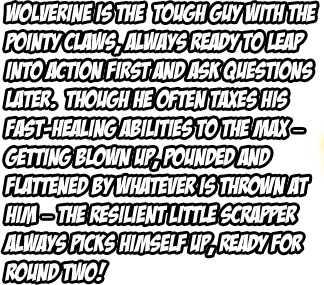 WOLVERINE IS THE TOUGH GUY WITH THE
POINTY CLAWS, ALWAYS READY TO LEAP
INTO ACTION FIRST AND ASK QUESTIONS
LATER. THOUGH HE OFTEN TAXES HIS
FAST-HEALING ABILITIES TO THE MAX –
GETTING BLOWN UP, POUNDED AND
FLATTENED BY WHATEVER IS THROWN AT
HIM – THE RESILIENT LITTLE SCRAPPER
ALWAYS PICKS HIMSELF UP, READY FOR
ROUND TWO!